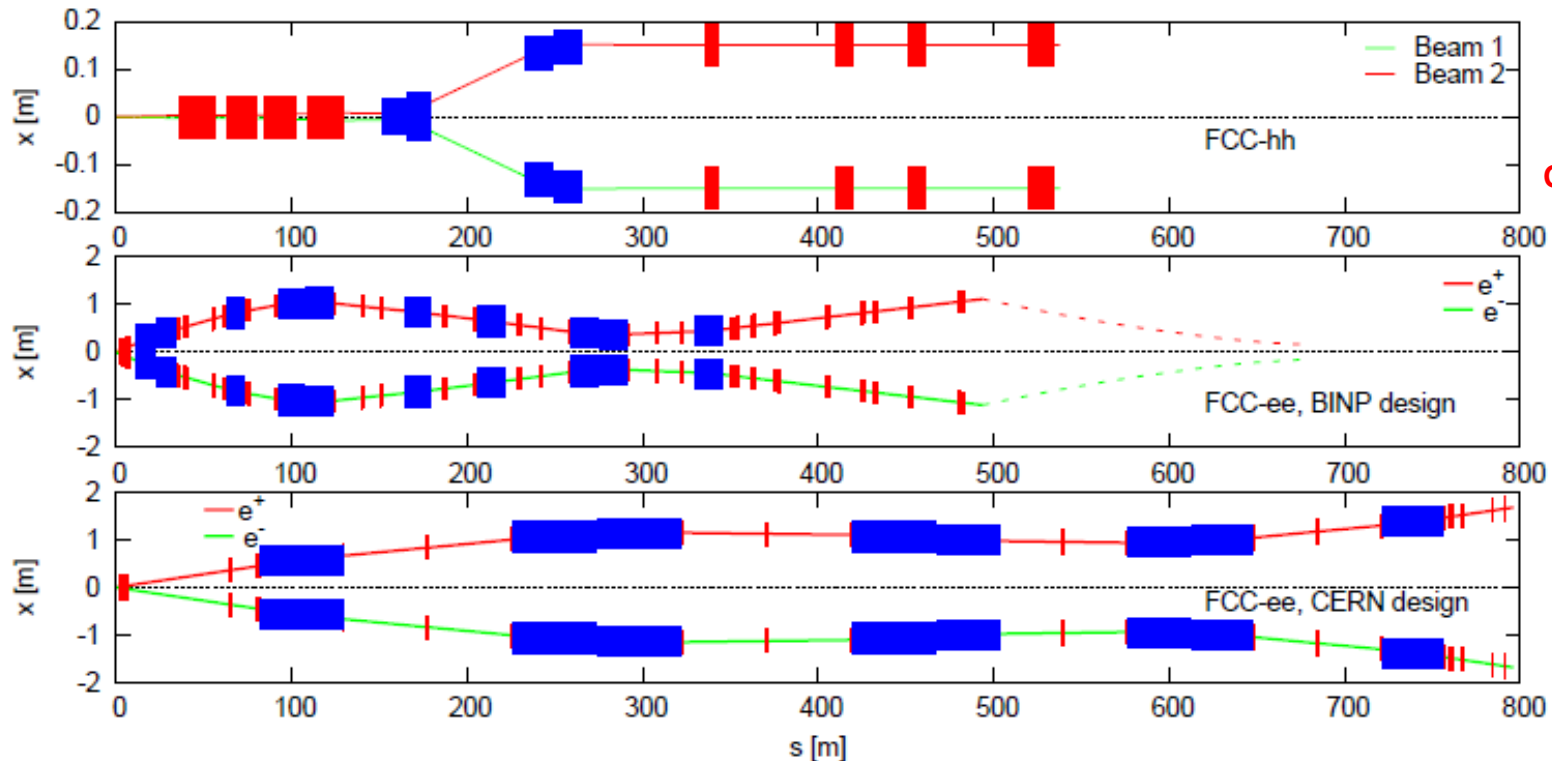 0.2
0.1
0
-0.1
-0.2
x [m]
Beam 1
Beam 2
FCC-hh
0 100 200 300 400 500 600 700 800
2
1
0
-1
-2
x [m]
e+
e-
FCC-ee, BINP design
0 100 200 300 400 500 600 700 800
2
1
0
-1
-2
x [m]
e+
e-
FCC-ee, CERN design
0 100 200 300 400 500 600 700 800
s [m]